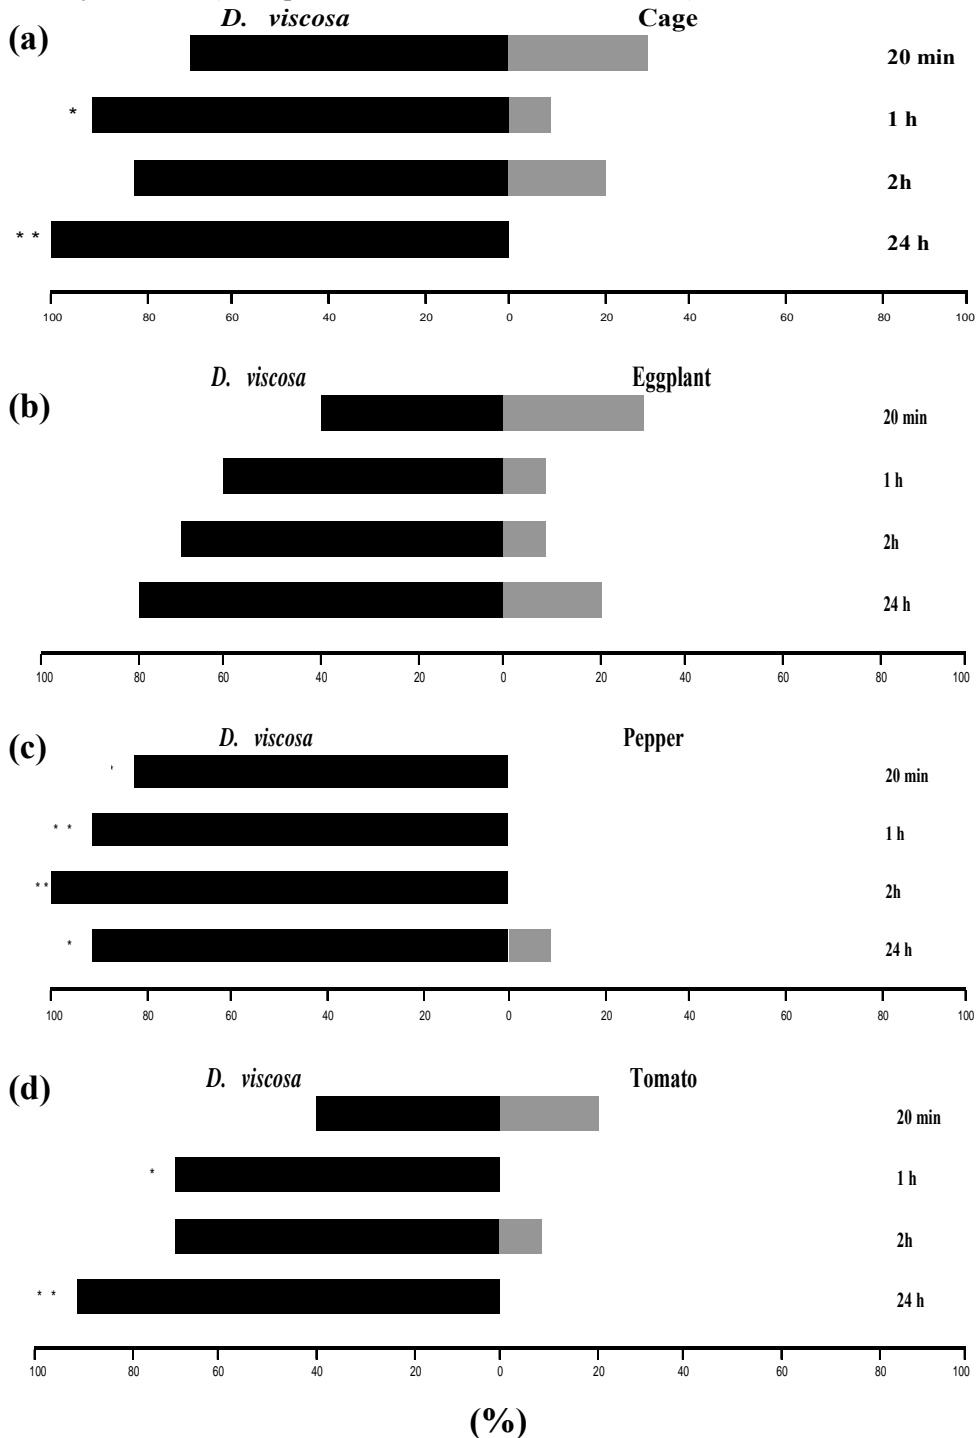 D. viscosa Cage
(a)
20 min
* 1 h
2h
** 24 h
100 80 60 40 20 0 20 40 60 80 100
D. viscosa Eggplant
(b)
20 min
1 h
2h
24 h
100 80 60 40 20 0 20 40 60 80 100
D. viscosa Pepper
(c)
20 min
* * 1 h
** 2h
* 24 h
100 80 60 40 20 0 20 40 60 80 100
D. viscosa Tomato
(d)
20 min
* 1 h
2h
* * 24 h
100 80 60 40 20 0 20 40 60 80 100
(%)